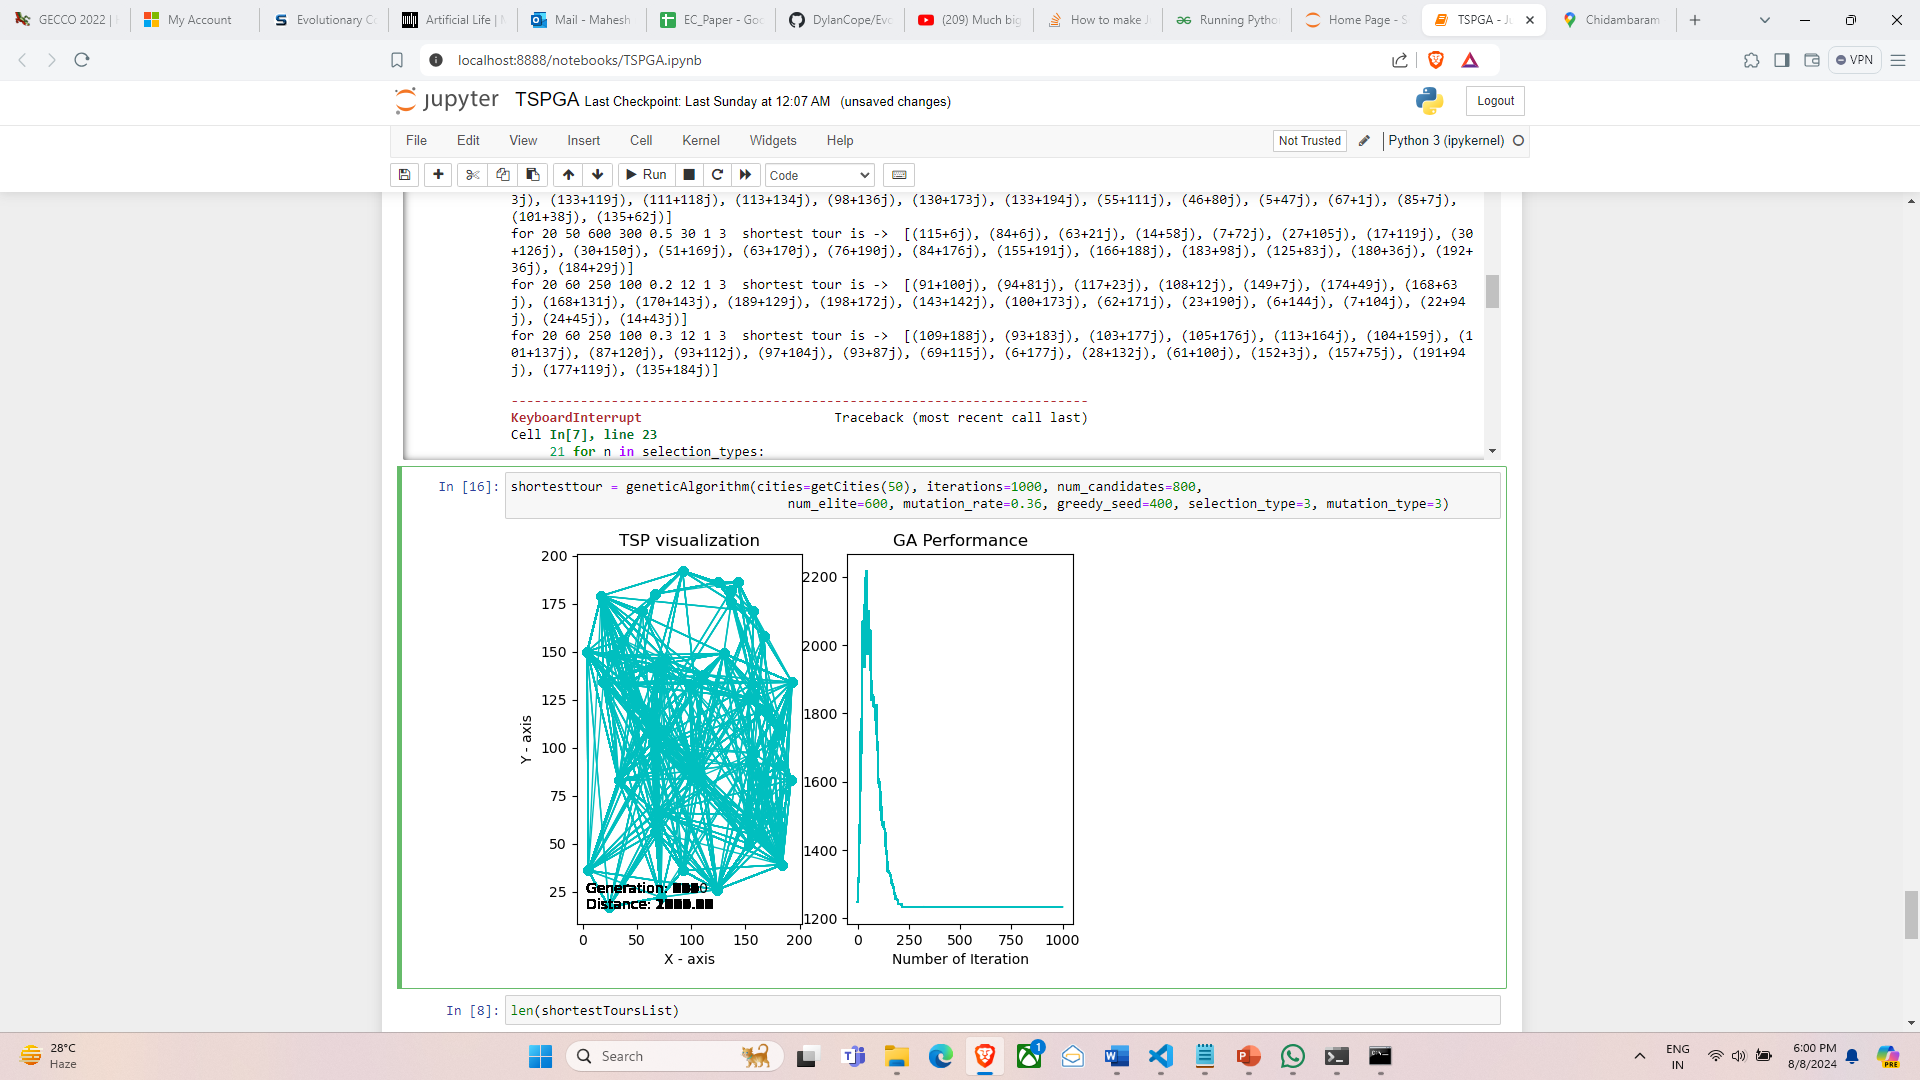 GECCO 2022 |
My Account
Evolutionary C
Artificial Life | M
Mail - Mahesh
EC_Paper - Goo
DylanCope/Evo
(209) Much big
How to make J
Running Pytho
Home Page - S
TSPGA - Ju
Chidambaram
localhost:8888/notebooks/TSPGA.ipynb
VPN
jupyter TSPGA Last Checkpoint: Last Sunday at 12:07 AM (unsaved changes)
Logout
File Edit View Insert Cell Kernel Widgets Help
Not Trusted
Python 3 (ipykernel)
Run
Code
3j), (133+119j), (111+118j), (113+134j), (98+136j), (130+173j), (133+194j), (55+111j), (46+80j), (5+47j), (67+1j), (85+7j),
(101+38j), (135+62j)]
for 20 50 600 300 0.5 30 1 3  shortest tour is ->  [(115+6j), (84+6j), (63+21j), (14+58j), (7+72j), (27+105j), (17+119j), (30
+126j), (30+150j), (51+169j), (63+170j), (76+190j), (84+176j), (155+191j), (166+188j), (183+98j), (125+83j), (180+36j), (192+
36j), (184+29j)]
for 20 60 250 100 0.2 12 1 3  shortest tour is ->  [(91+100j), (94+81j), (117+23j), (108+12j), (149+7j), (174+49j), (168+63
j), (168+131j), (170+143j), (189+129j), (198+172j), (143+142j), (100+173j), (62+171j), (23+190j), (6+144j), (7+104j), (22+94
j), (24+45j), (14+43j)]
for 20 60 250 100 0.3 12 1 3  shortest tour is ->  [(109+188j), (93+183j), (103+177j), (105+176j), (113+164j), (104+159j), (1
01+137j), (87+120j), (93+112j), (97+104j), (93+87j), (69+115j), (6+177j), (28+132j), (61+100j), (152+3j), (157+75j), (191+94
j), (177+119j), (135+184j)]
---------------------------------------------------------------------------
KeyboardInterrupt                         Traceback (most recent call last)
Cell In[7], line 23
21 for n in selection_types:
In [16]: shortesttour = geneticAlgorithm(cities=getCities(50), iterations=1000, num_candidates=800,
num_elite=600, mutation_rate=0.36, greedy_seed=400, selection_type=3, mutation_type=3)
TSP visualization
200
175
150
125
100
75
50
25
Y - axis
Generation:
Distance:
0 50 100 150 200
X - axis
GA Performance
2200
2000
1800
1600
1400
1200
0 250 500 750 1000
Number of Iteration
In [8]: len(shortestToursList)
28°C
Haze
Search
1
ENG
IN
6:00 PM
8/8/2024
PRE